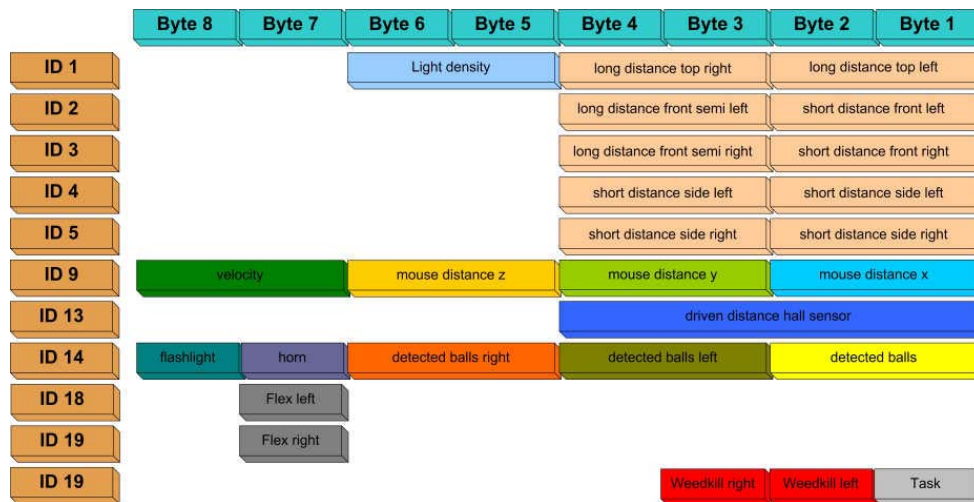 Byte 8 Byte 7 Byte 6 Byte 5 Byte 4 Byte 3 Byte 2 Byte 1
ID 1 Light density long distance top right long distance top left
ID 2 long distance front semi left short distance front left
ID 3 long distance front semi right short distance front right
ID 4 short distance side left short distance side left
ID 5 short distance side right short distance side right
ID 9 velocity mouse distance z mouse distance y mouse distance x
ID 13 driven distance hall sensor
ID 14 flashlight horn detected balls right detected balls left detected balls
ID 18 Flex left
ID 19 Flex right
ID 19 Weedkill right Weedkill left Task